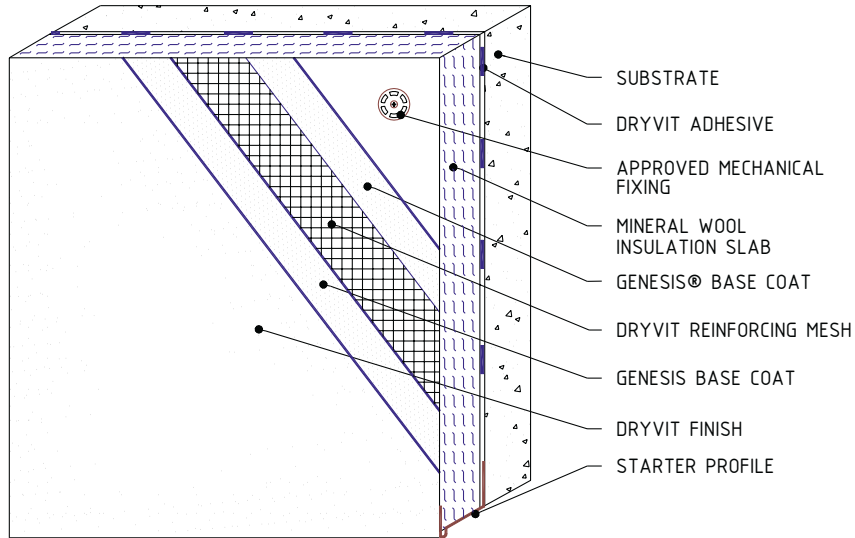 SUBSTRATE
DRYVIT ADHESIVE
APPROVED MECHANICAL
FIXING
MINERAL WOOL
INSULATION SLAB
GENESIS® BASE COAT
DRYVIT REINFORCING MESH
GENESIS BASE COAT
DRYVIT FINISH
STARTER PROFILE